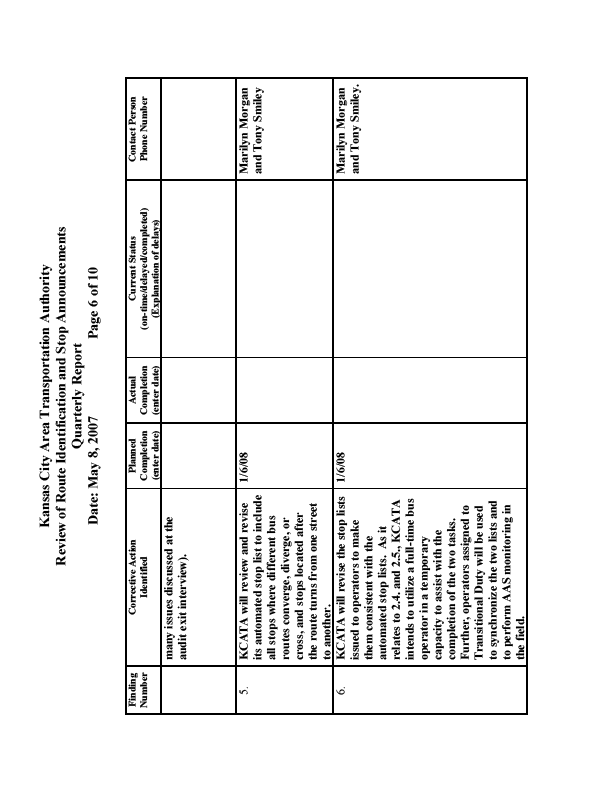 Kansas City Area Transportation Authority
Review of Route Identification and Stop Announcements
Quarterly Report
Date: May 8, 2007 Page 6 of 10
Finding
Number
Corrective Action
Identified
Planned
Completion
(enter date)
Actual
Completion
(enter date)
Current Status
(on-time/delayed/completed)
(Explanation of delays)
Contact Person
Phone Number
many issues discussed at the
audit exit interview).
5.
KCATA will review and revise
its automated stop list to include
all stops where different bus
routes converge, diverge, or
cross, and stops located after
the route turns from one street
to another.
1/6/08
Marilyn Morgan
and Tony Smiley
6.
KCATA will revise the stop lists
issued to operators to make
them consistent with the
automated stop lists. As it
relates to 2.4. and 2.5., KCATA
intends to utilize a full-time bus
operator in a temporary
capacity to assist with the
completion of the two tasks.
Further, operators assigned to
Transitional Duty will be used
to synchronize the two lists and
to perform AAS monitoring in
the field.
1/6/08
Marilyn Morgan
and Tony Smiley.